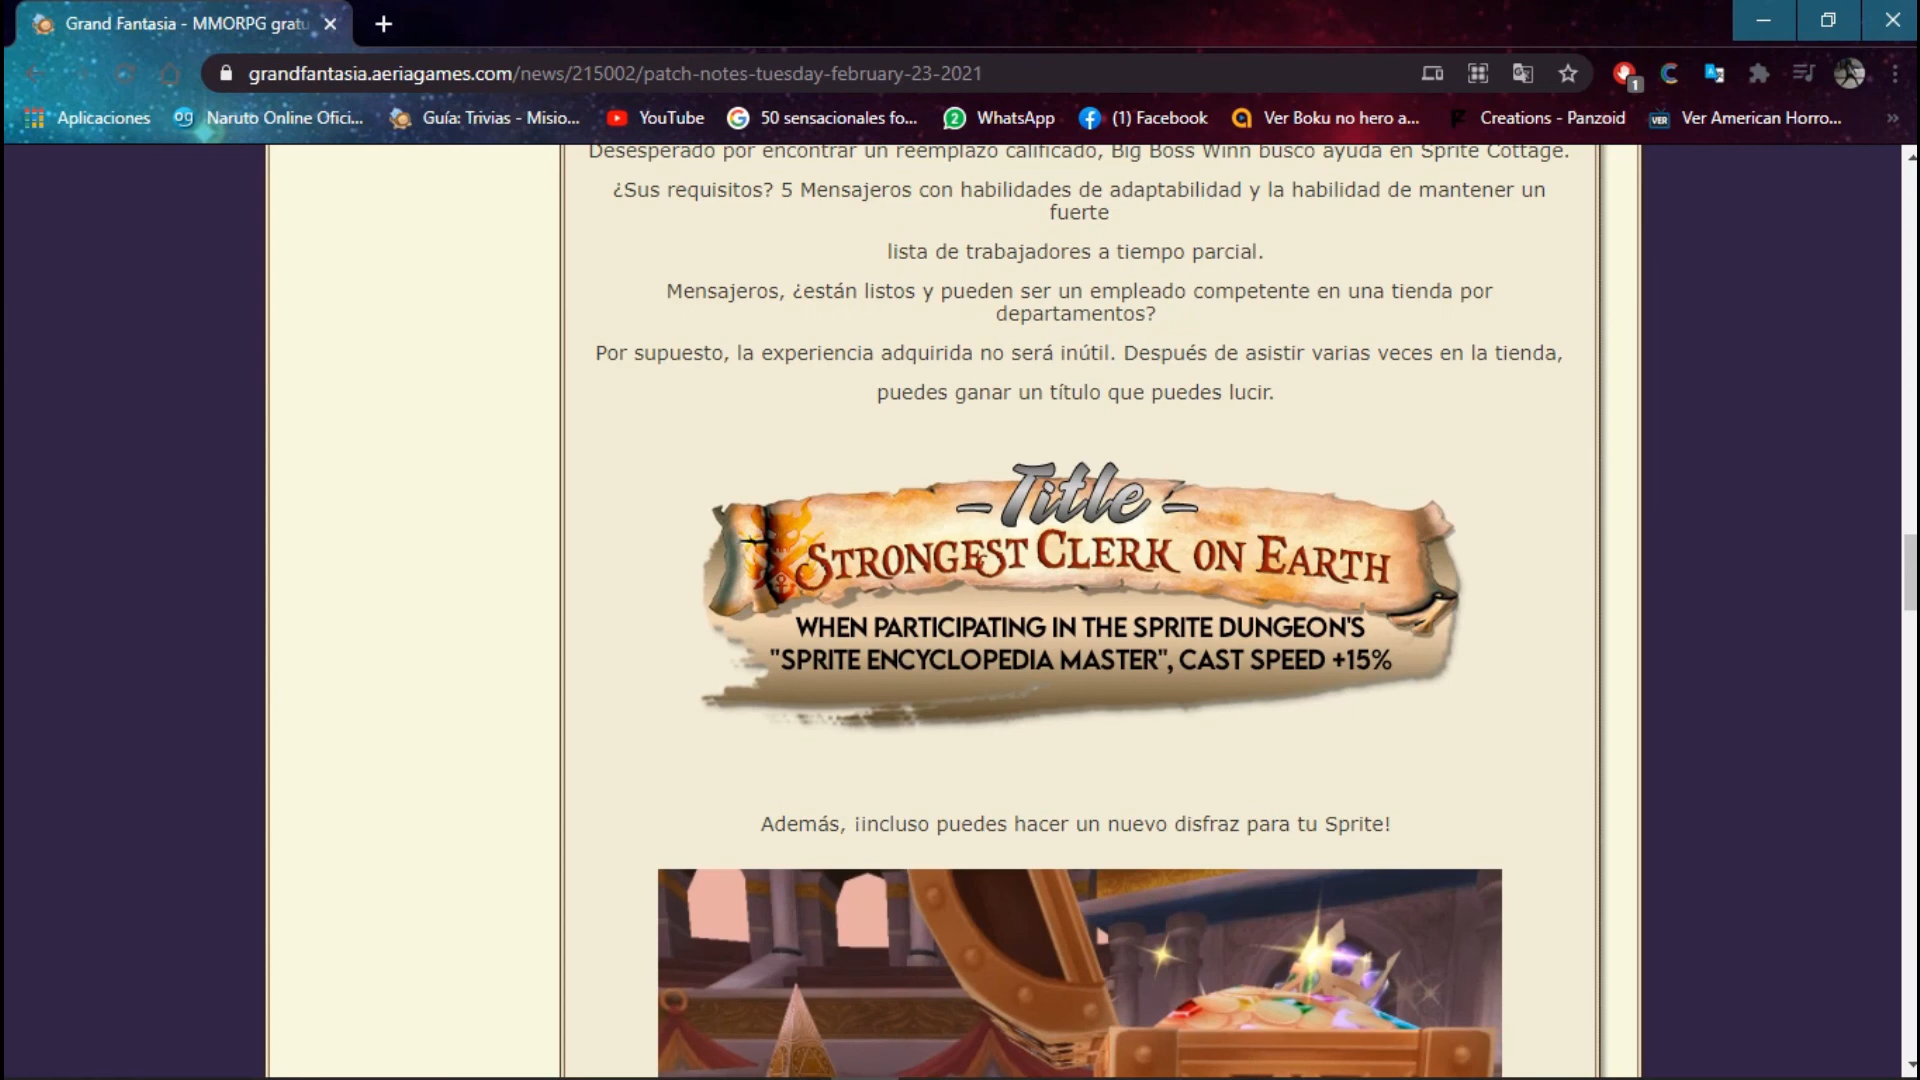 Grand Fantasia - MMORPG gratu
grandfantasia.aeriagames.com/news/215002/patch-notes-tuesday-february-23-2021
1
Aplicaciones
og Naruto Online Ofici...
Guía: Trivias - Misio...
YouTube
50 sensacionales fo...
2 WhatsApp
(1) Facebook
Ver Boku no hero a...
Creations - Panzoid
VER Ver American Horro...
Desesperado por encontrar un reemplazo calificado, Big Boss Winn buscó ayuda en Sprite Cottage.
¿Sus requisitos? 5 Mensajeros con habilidades de adaptabilidad y la habilidad de mantener un
fuerte
lista de trabajadores a tiempo parcial.
Mensajeros, ¿están listos y pueden ser un empleado competente en una tienda por
departamentos?
Por supuesto, la experiencia adquirida no será inútil. Después de asistir varias veces en la tienda,
puedes ganar un título que puedes lucir.
- Title -
STRONGEST CLERK ON EARTH
WHEN PARTICIPATING IN THE SPRITE DUNGEON'S
"SPRITE ENCYCLOPEDIA MASTER", CAST SPEED +15%
Además, ¡incluso puedes hacer un nuevo disfraz para tu Sprite!